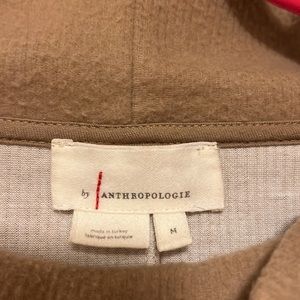 by ANTHROPOLOGIE
made in turkey
fabriqué en turquie
M